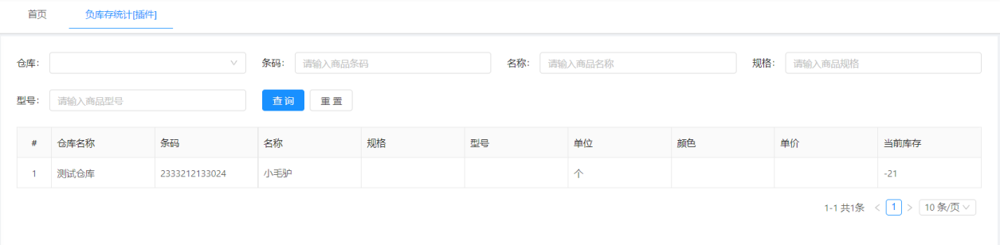 首页 负库存统计[插件]
仓库： 条码： 请输入商品条码 名称： 请输入商品名称 规格： 请输入商品规格
型号： 请输入商品型号 查 询 重 置
# 仓库名称 条码 名称 规格 型号 单位 颜色 单价 当前库存
1 测试仓库 2333212133024 小毛驴 个 -21
1-1 共1条 < 1 > 10 条/页